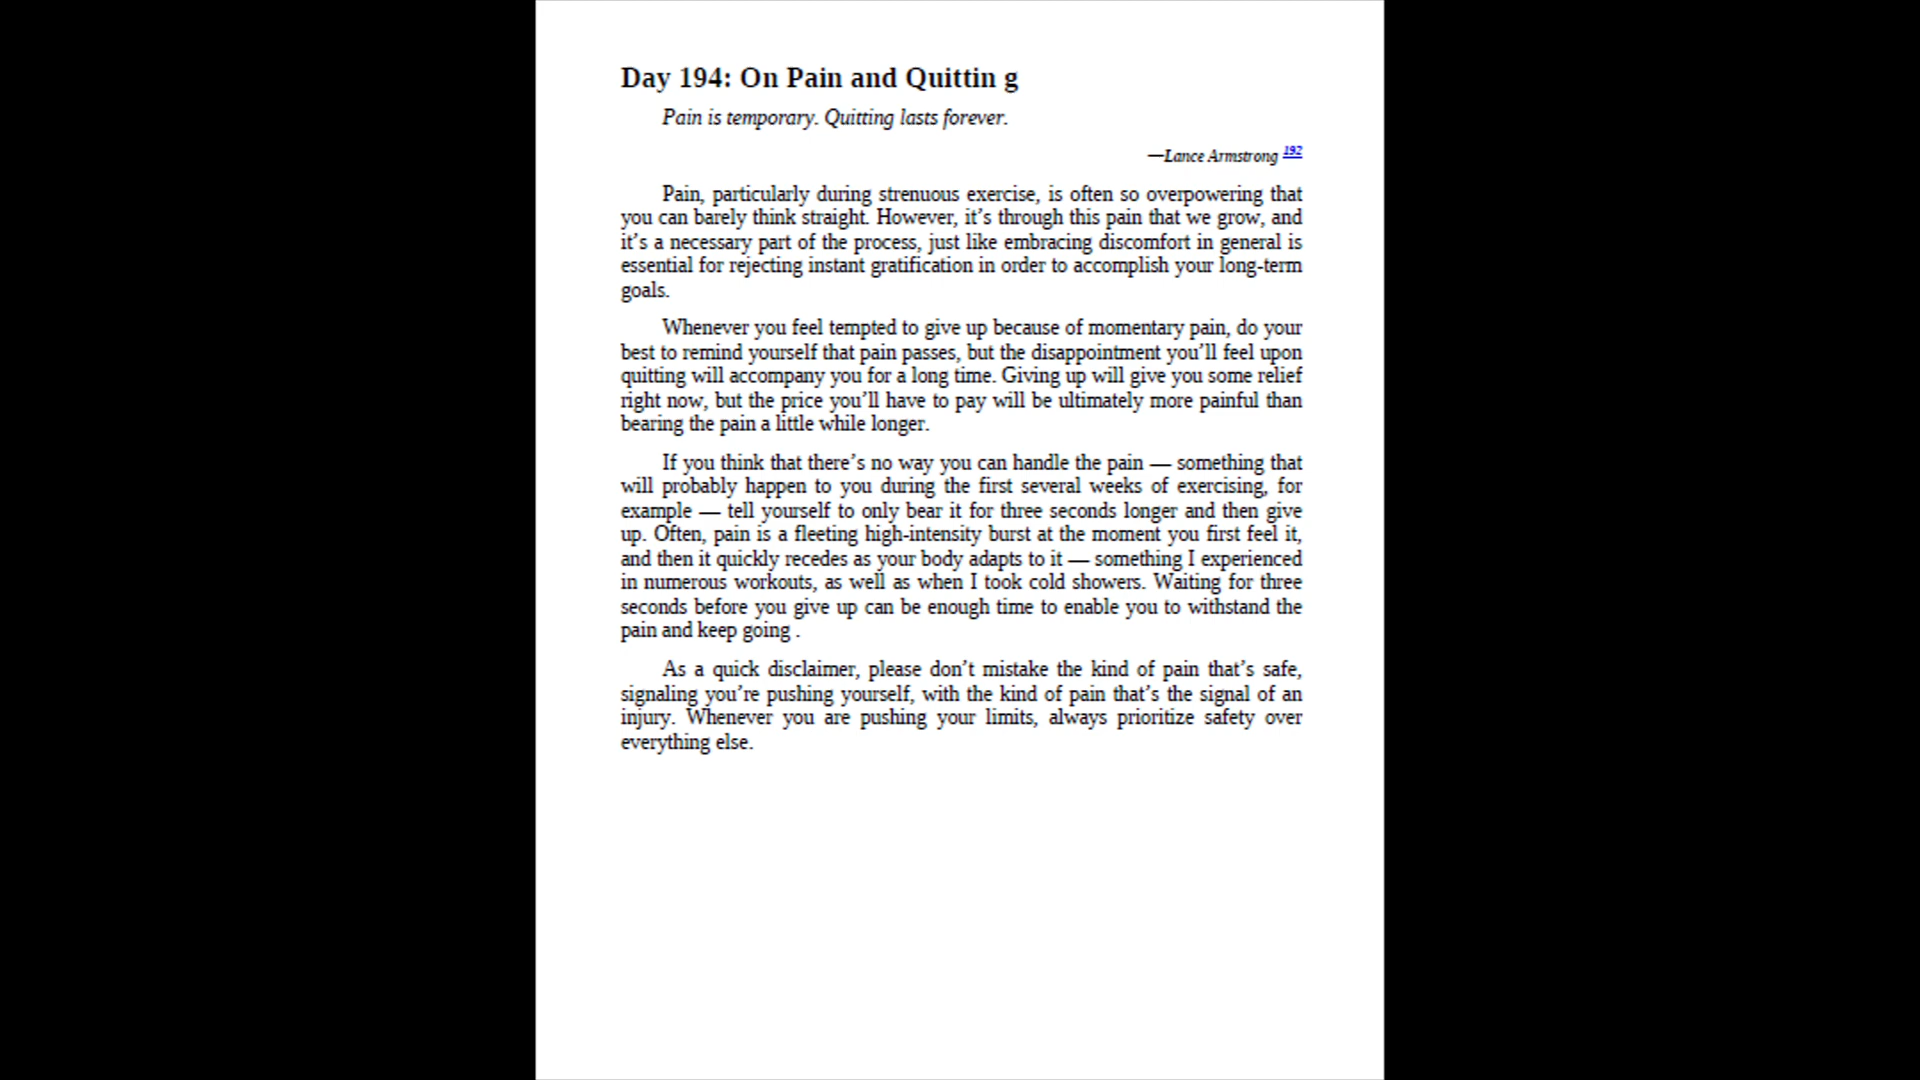 Day 194: On Pain and Quittin g
Pain is temporary. Quitting lasts forever.
—Lance Armstrong 192
Pain, particularly during strenuous exercise, is often so overpowering that
you can barely think straight. However, it’s through this pain that we grow, and
it’s a necessary part of the process, just like embracing discomfort in general is
essential for rejecting instant gratification in order to accomplish your long-term
goals.
Whenever you feel tempted to give up because of momentary pain, do your
best to remind yourself that pain passes, but the disappointment you’ll feel upon
quitting will accompany you for a long time. Giving up will give you some relief
right now, but the price you’ll have to pay will be ultimately more painful than
bearing the pain a little while longer.
If you think that there’s no way you can handle the pain — something that
will probably happen to you during the first several weeks of exercising, for
example — tell yourself to only bear it for three seconds longer and then give
up. Often, pain is a fleeting high-intensity burst at the moment you first feel it,
and then it quickly recedes as your body adapts to it — something I experienced
in numerous workouts, as well as when I took cold showers. Waiting for three
seconds before you give up can be enough time to enable you to withstand the
pain and keep going .
As a quick disclaimer, please don’t mistake the kind of pain that’s safe,
signaling you’re pushing yourself, with the kind of pain that’s the signal of an
injury. Whenever you are pushing your limits, always prioritize safety over
everything else.